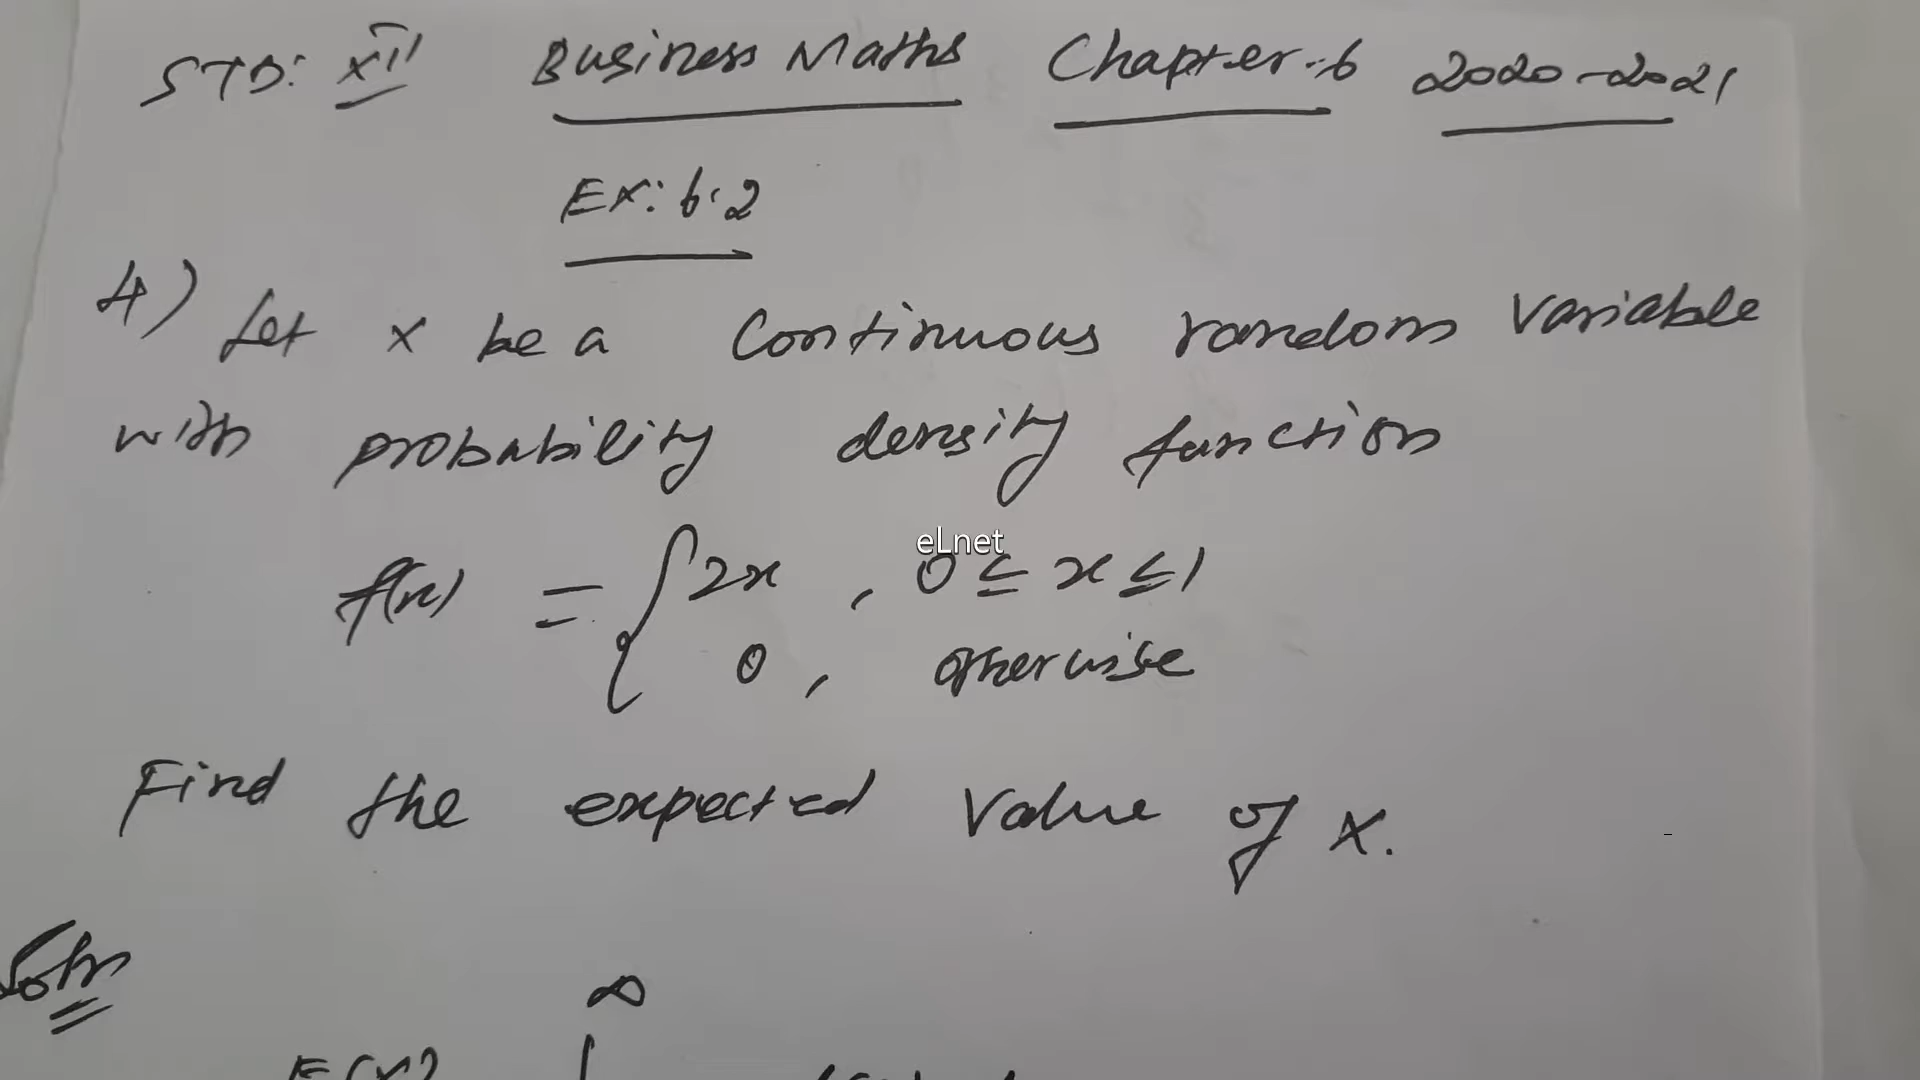 STD: XII Business Maths Chapter-6 2020-2021
Ex: 6.2
4) Let X be a Continuous random Variable
with probability density function
eLnet
f(x) = { 2x , 0 ≤ x ≤ 1
0 , otherwise
Find the expected Value of X.
Soln
∞
E(X)